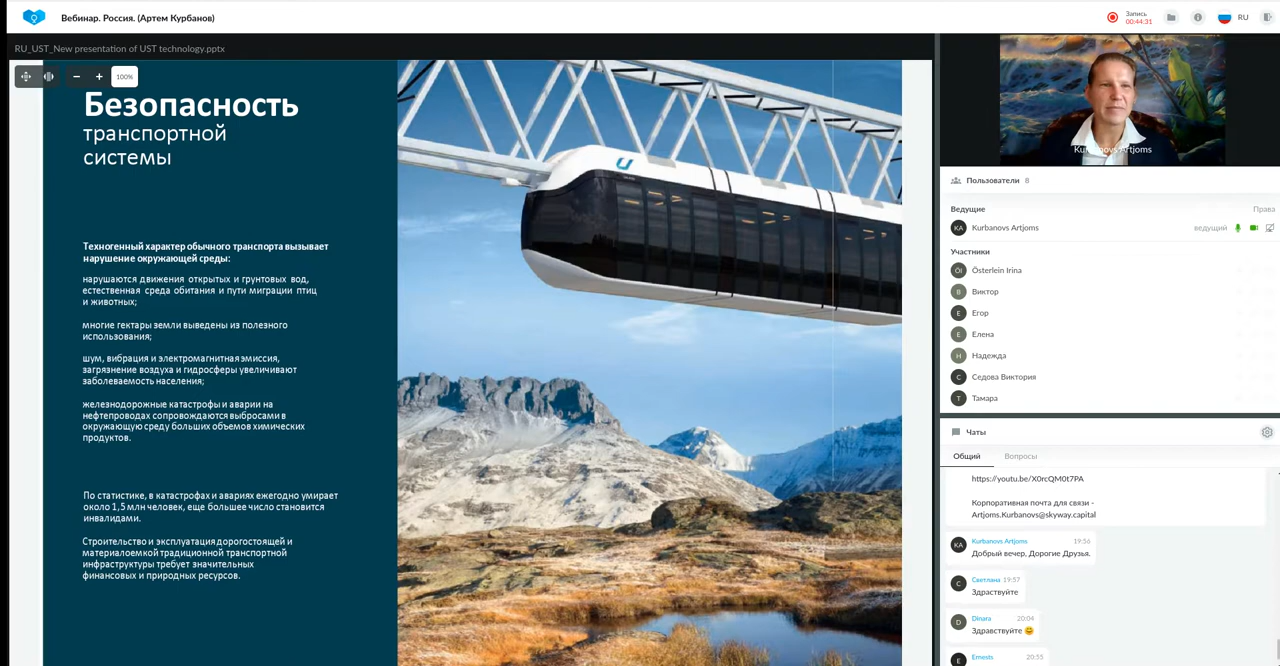 Вебинар. Россия. (Артем Курбанов)
Запись
00:44:31
RU
RU_UST_New presentation of UST technology.pptx
100%
Безопасность
транспортной
системы
Техногенный характер обычного транспорта вызывает
нарушение окружающей среды:
нарушаются движения открытых и грунтовых вод,
естественная среда обитания и пути миграции птиц
и животных;
многие гектары земли выведены из полезного
использования;
шум, вибрация и электромагнитная эмиссия,
загрязнение воздуха и гидросферы увеличивают
заболеваемость населения;
железнодорожные катастрофы и аварии на
нефтепроводах сопровождаются выбросами в
окружающую среду больших объемов химических
продуктов.
По статистике, в катастрофах и авариях ежегодно умирает
около 1,5 млн человек, еще большее число становится
инвалидами.
Строительство и эксплуатация дорогостоящей и
материалоемкой традиционной транспортной
инфраструктуры требует значительных
финансовых и природных ресурсов.
Kurbanovs Artjoms
Пользователи 8
Ведущие Права
KA Kurbanovs Artjoms ведущий
Участники
ÖI Österlein Irina
В Виктор
Е Егор
Е Елена
Н Надежда
С Седова Виктория
Т Тамара
Чаты
Общий Вопросы
https://youtu.be/X0rcQM0t7PA
Корпоративная почта для связи -
Artjoms.Kurbanovs@skyway.capital
KA Kurbanovs Artjoms 19:56
Добрый вечер, Дорогие Друзья.
С Светлана 19:57
Здраствуйте
D Dinara 20:04
Здравствуйте 😊
E Ernests 20:55